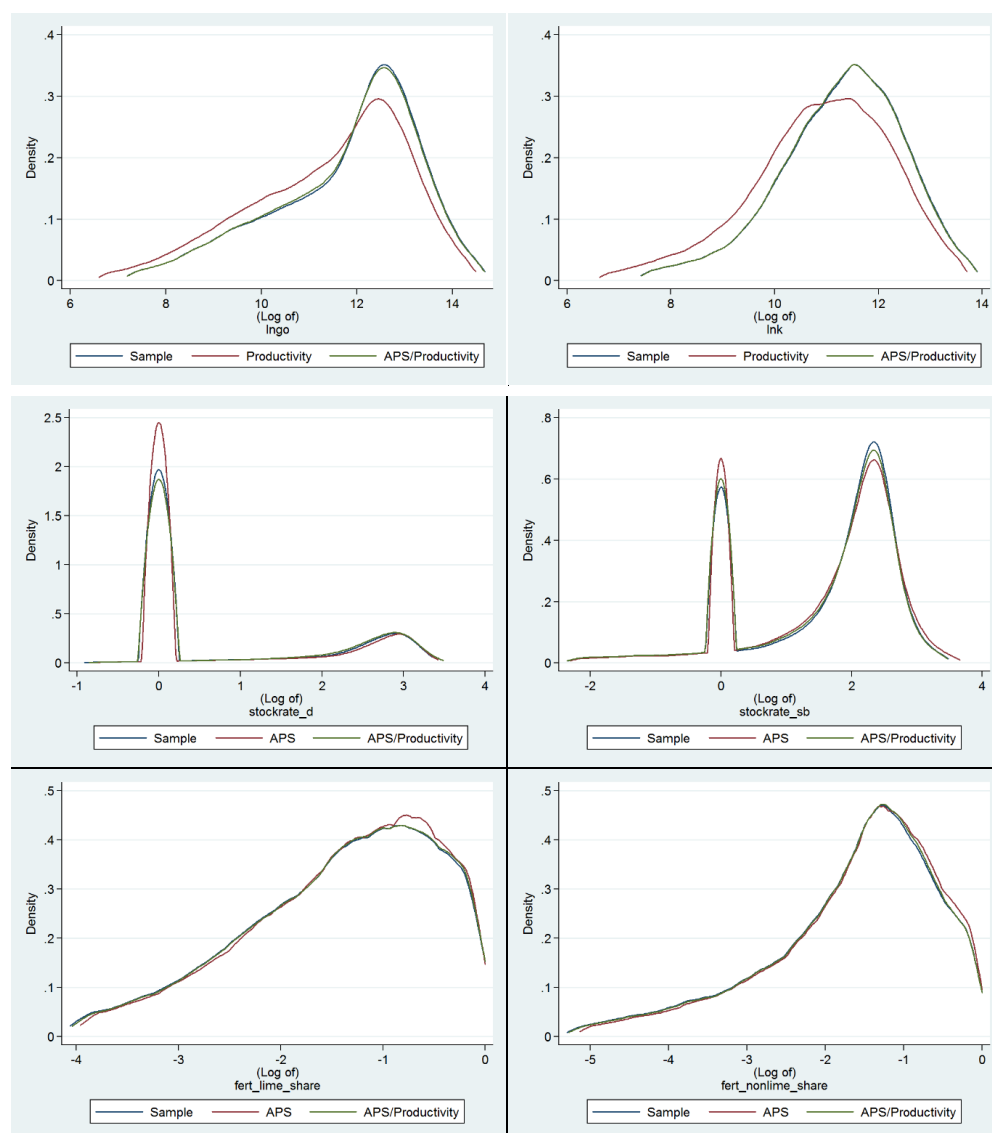 .4
.3
.2
.1
0
Density
6 8 10 12 14
(Log of)
lngo
Sample Productivity APS/Productivity
.4
.3
.2
.1
0
Density
6 8 10 12 14
(Log of)
lnk
Sample Productivity APS/Productivity
2.5
2
1.5
1
.5
0
Density
-1 0 1 2 3 4
(Log of)
stockrate_d
Sample APS APS/Productivity
.8
.6
.4
.2
0
Density
-2 0 2 4
(Log of)
stockrate_sb
Sample APS APS/Productivity
.5
.4
.3
.2
.1
0
Density
-4 -3 -2 -1 0
(Log of)
fert_lime_share
Sample APS APS/Productivity
.5
.4
.3
.2
.1
0
Density
-5 -4 -3 -2 -1 0
(Log of)
fert_nonlime_share
Sample APS APS/Productivity